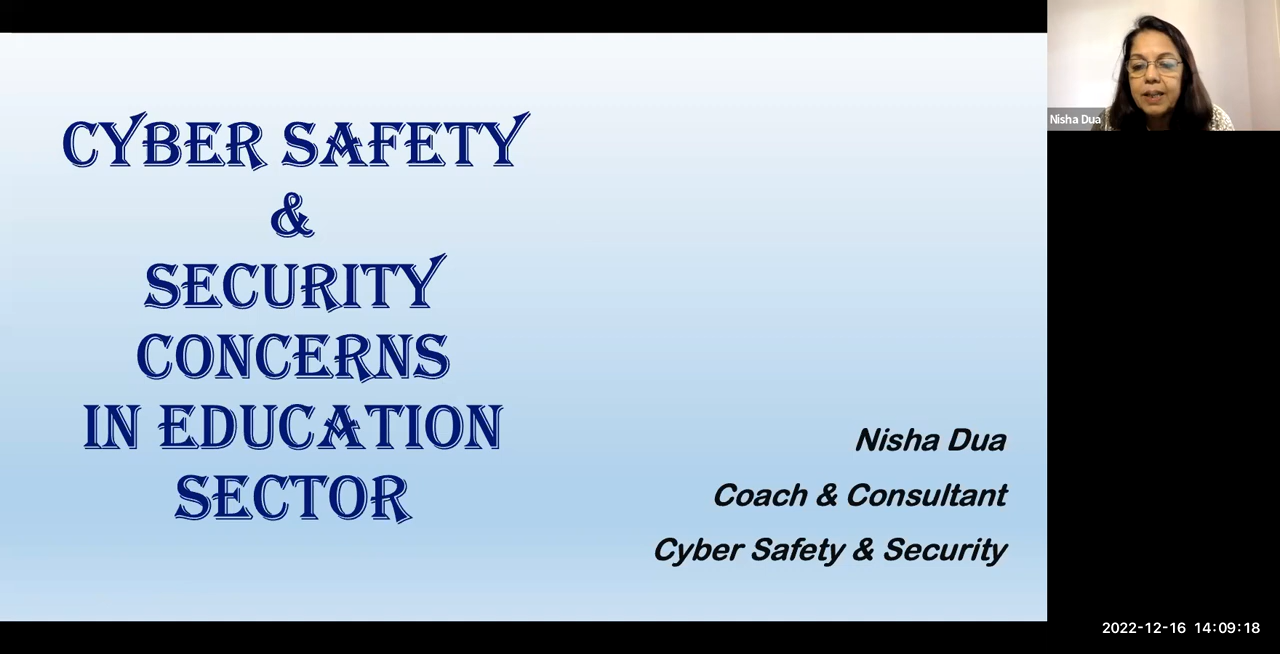 CYBER SAFETY
&
SECURITY
CONCERNS
IN EDUCATION
SECTOR
Nisha Dua
Coach & Consultant
Cyber Safety & Security
Nisha Dua
2022-12-16 14:09:18